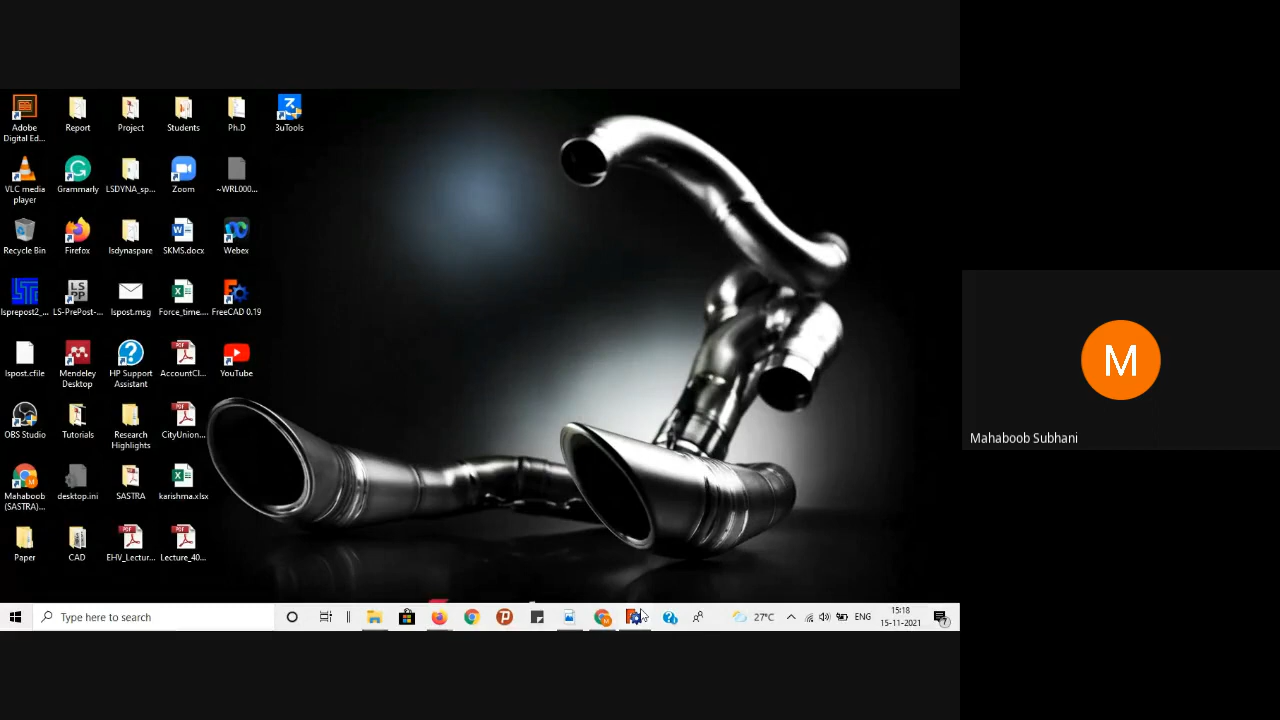 Adobe
Digital Ed...
Report
Project
Students
Ph.D
3uTools
VLC media
player
Grammarly
LSDYNA_sp...
Zoom
~WRL000...
Recycle Bin
Firefox
lsdynaspare
SKMS.docx
Webex
lsprepost2_...
LS-PrePost-...
lspost.msg
Force_time....
FreeCAD 0.19
lspost.cfile
Mendeley
Desktop
HP Support
Assistant
AccountCl...
YouTube
OBS Studio
Tutorials
Research
Highlights
CityUnion...
Mahaboob
(SASTRA)...
desktop.ini
SASTRA
karishma.xlsx
Paper
CAD
EHV_Lectur...
Lecture_40...
Type here to search
27°C
ENG
15:18
15-11-2021
7
M
Mahaboob Subhani